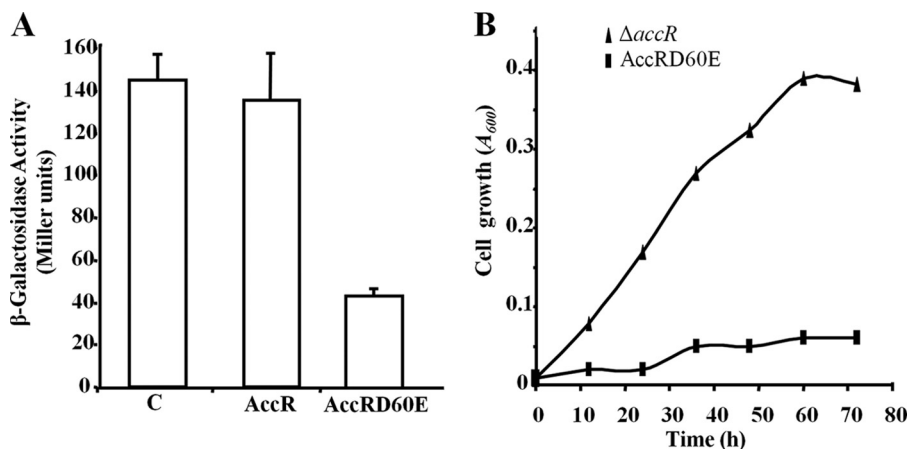 A
β-Galactosidase Activity
(Miller units)
160
140
120
100
80
60
40
20
0
C AccR AccRD60E
B
ΔaccR
AccRD60E
Cell growth (A600)
0.4
0.3
0.2
0.1
0
0 10 20 30 40 50 60 70 80
Time (h)